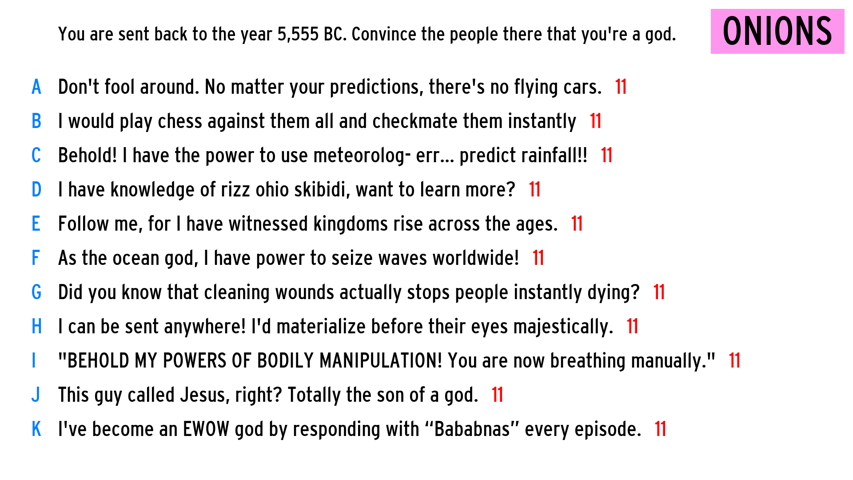 You are sent back to the year 5,555 BC. Convince the people there that you're a god.
ONIONS
A Don't fool around. No matter your predictions, there's no flying cars. 11
B I would play chess against them all and checkmate them instantly 11
C Behold! I have the power to use meteorolog- err... predict rainfall!! 11
D I have knowledge of rizz ohio skibidi, want to learn more? 11
E Follow me, for I have witnessed kingdoms rise across the ages. 11
F As the ocean god, I have power to seize waves worldwide! 11
G Did you know that cleaning wounds actually stops people instantly dying? 11
H I can be sent anywhere! I'd materialize before their eyes majestically. 11
I "BEHOLD MY POWERS OF BODILY MANIPULATION! You are now breathing manually." 11
J This guy called Jesus, right? Totally the son of a god. 11
K I've become an EWOW god by responding with “Bababnas” every episode. 11